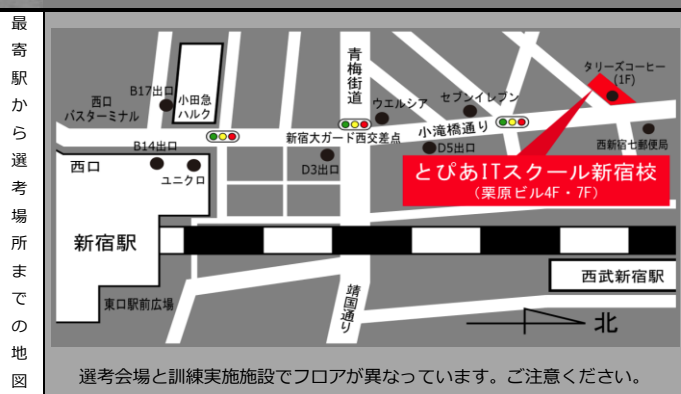 最寄駅から選考場所までの地図
青梅街道
タリーズコーヒー
(1F)
B17出口
小田急
ハルク
西口
バスターミナル
ウエルシア
セブンイレブン
新宿大ガード西交差点
小滝橋通り
B14出口
D3出口
D5出口
西新宿七郵便局
西口
ユニクロ
とぴあITスクール新宿校
(栗原ビル4F・7F)
新宿駅
西武新宿駅
東口駅前広場
靖国通り
北
選考会場と訓練実施施設でフロアが異なっています。ご注意ください。